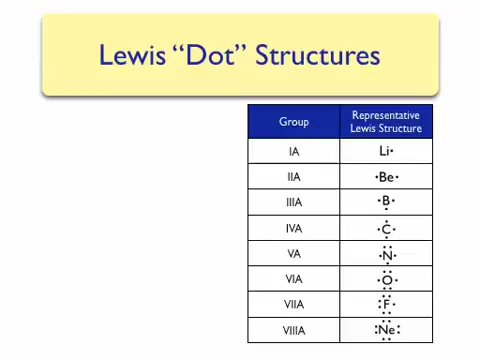 Lewis “Dot” Structures
Group Representative Lewis Structure
IA Li
IIA Be
IIIA B
IVA C
VA N
VIA O
VIIA F
VIIIA Ne